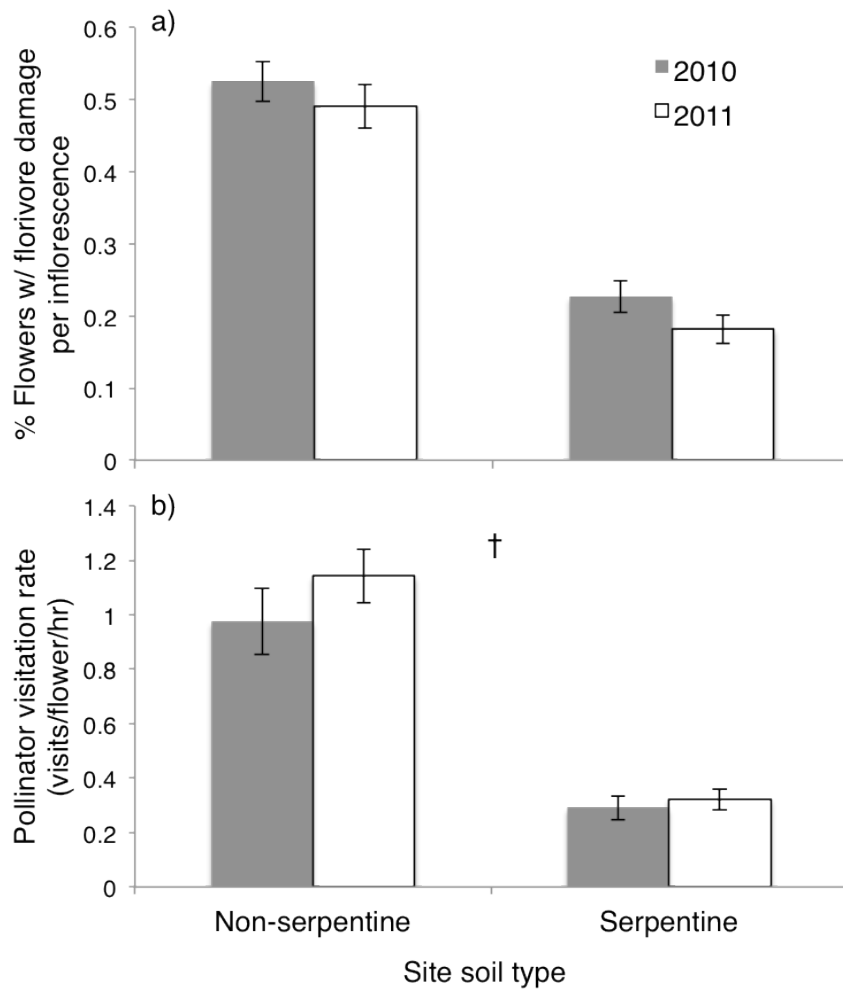 a)
% Flowers w/ florivore damage
per inflorescence
0.6
0.5
0.4
0.3
0.2
0.1
0
2010
2011
b)
Pollinator visitation rate
(visits/flower/hr)
1.4
1.2
1
0.8
0.6
0.4
0.2
0
†
Non-serpentine
Serpentine
Site soil type